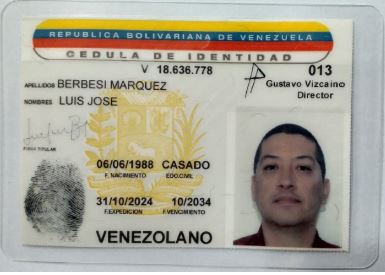 REPUBLICA BOLIVARIANA DE VENEZUELA
CEDULA DE IDENTIDAD
V 18.636.778
013
Gustavo Vizcaino
Director
APELLIDOS BERBESI MARQUEZ
NOMBRES LUIS JOSE
FIRMA TITULAR
06/06/1988 CASADO
F. NACIMIENTO EDO.CIVIL
31/10/2024 10/2034
F.EXPEDICION F.VENCIMIENTO
VENEZOLANO